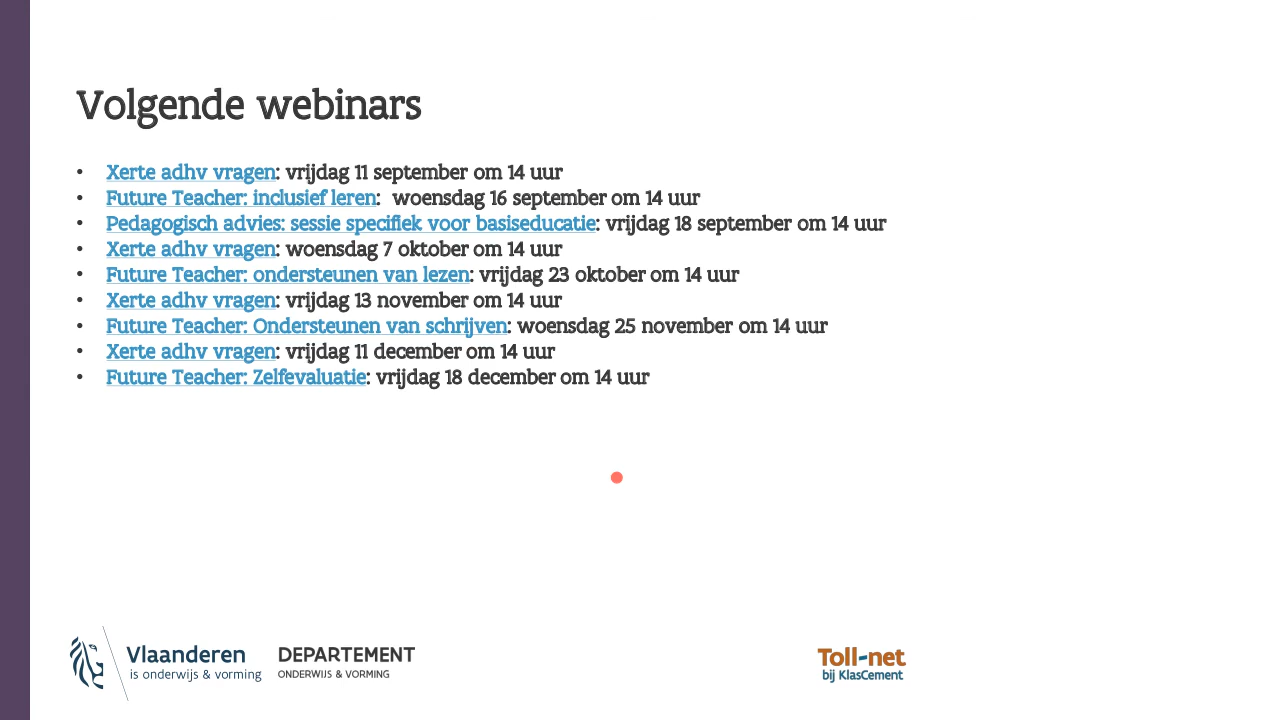 Volgende webinars
• Xerte adhv vragen: vrijdag 11 september om 14 uur
• Future Teacher: inclusief leren: woensdag 16 september om 14 uur
• Pedagogisch advies: sessie specifiek voor basiseducatie: vrijdag 18 september om 14 uur
• Xerte adhv vragen: woensdag 7 oktober om 14 uur
• Future Teacher: ondersteunen van lezen: vrijdag 23 oktober om 14 uur
• Xerte adhv vragen: vrijdag 13 november om 14 uur
• Future Teacher: Ondersteunen van schrijven: woensdag 25 november om 14 uur
• Xerte adhv vragen: vrijdag 11 december om 14 uur
• Future Teacher: Zelfevaluatie: vrijdag 18 december om 14 uur
Vlaanderen
is onderwijs & vorming
DEPARTEMENT
ONDERWIJS & VORMING
Toll-net
bij KlasCement